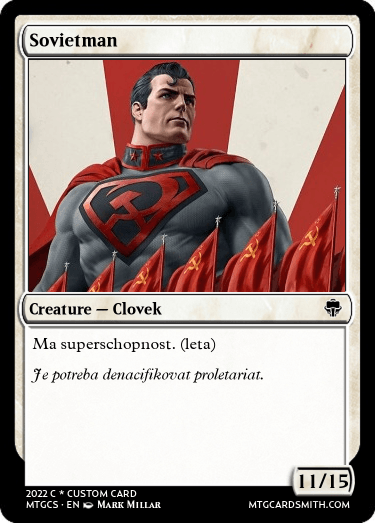 Sovietman
Creature — Clovek
Ma superschopnost. (leta)
Je potreba denacifikovat proletariat.
11/15
2022 C * CUSTOM CARD
MTGCS • EN Mark Millar
MTGCARDSMITH.COM